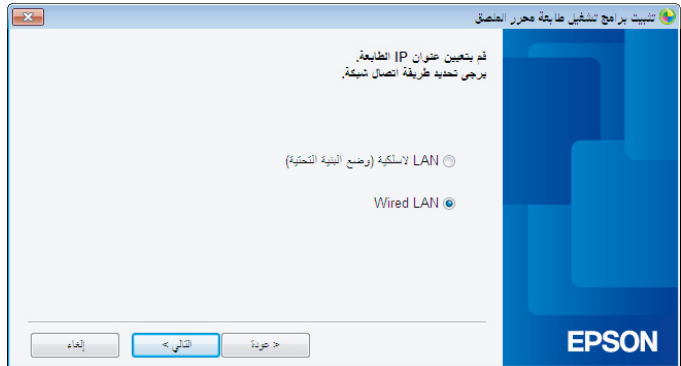 تثبيت برامج تشغيل طابعة محرر الملصق
قم بتعيين عنوان IP الطابعة.
يرجى تحديد طريقة اتصال شبكة.
LAN لاسلكية (وضع البنية التحتية)
Wired LAN
< عودة
التالي >
إلغاء
EPSON